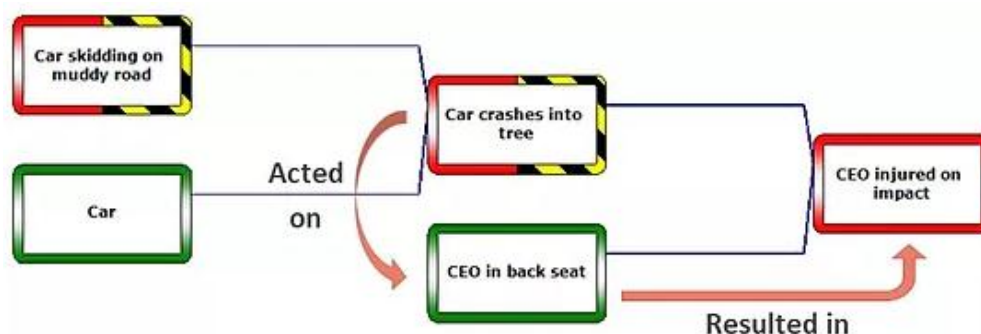 Car skidding on
muddy road
Car crashes into
tree
Acted
on
Car
CEO injured on
impact
CEO in back seat
Resulted in